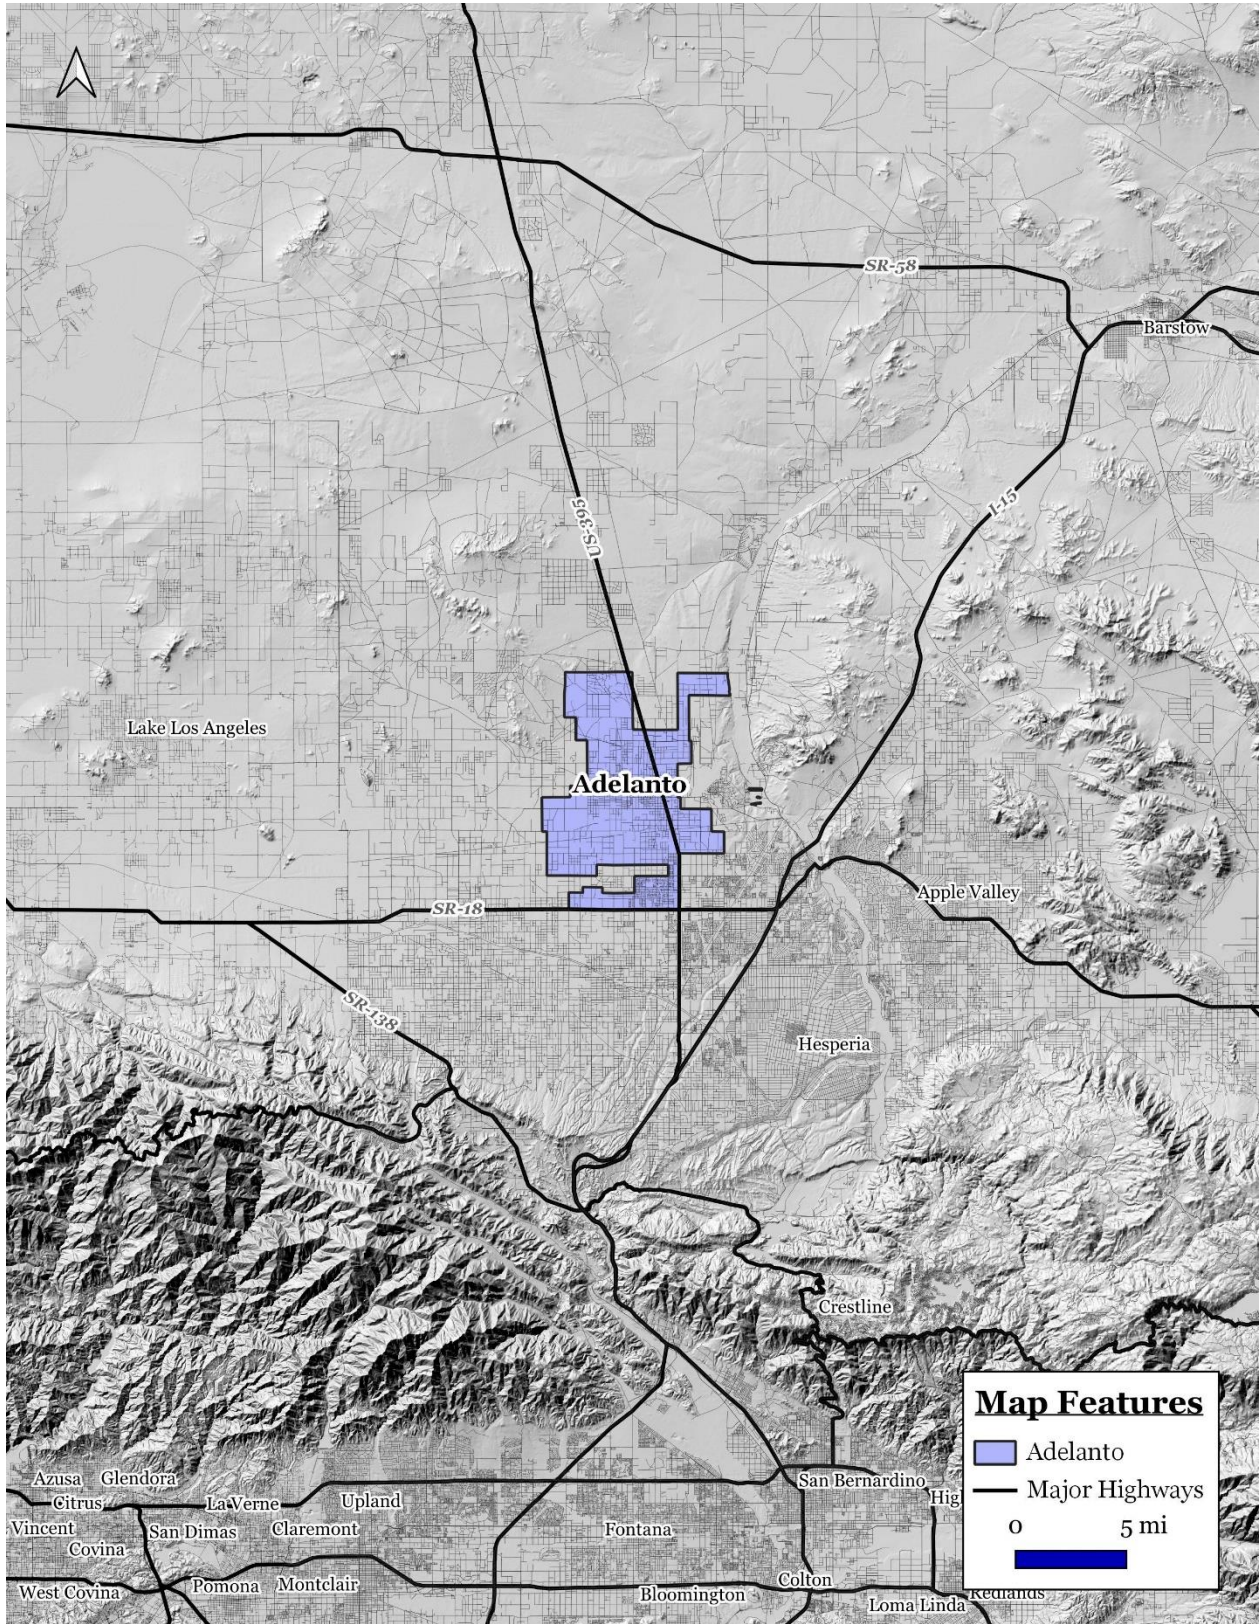 SR-58
Barstow
US-395
I-15
Lake Los Angeles
Adelanto
Apple Valley
SR-18
SR-138
Hesperia
Crestline
Map Features
Adelanto
Major Highways
0 5 mi
Azusa Glendora
San Bernardino
Citrus La Verne Upland
High
Vincent San Dimas Claremont Fontana
Covina
West Covina Pomona Montclair Bloomington Colton
Loma Linda Redlands